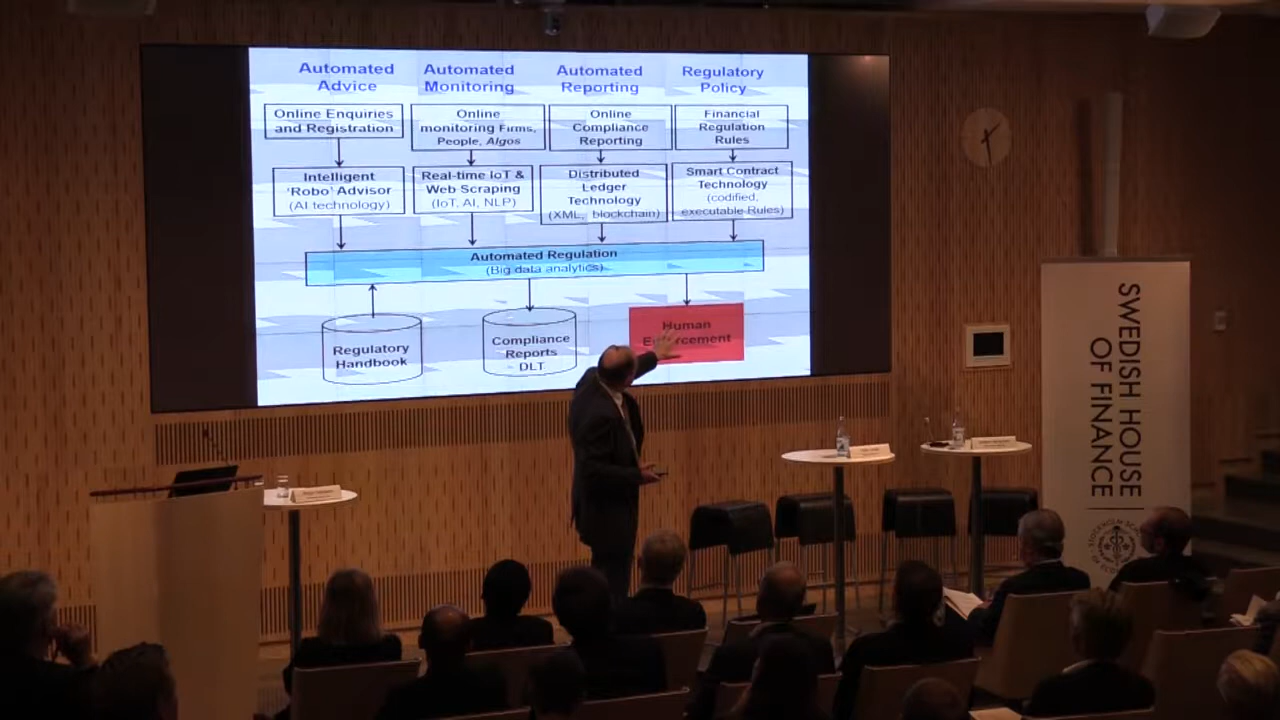 Automated
Advice
Automated
Monitoring
Automated
Reporting
Regulatory
Policy
Online Enquiries
and Registration
Online
monitoring Firms,
People, Algos
Online
Compliance
Reporting
Financial
Regulation
Rules
Intelligent
‘Robo’ Advisor
(AI technology)
Real-time IoT &
Web Scraping
(IoT, AI, NLP)
Distributed
Ledger
Technology
(XML, blockchain)
Smart Contract
Technology
(codified,
executable Rules)
Automated Regulation
(Big data analytics)
Regulatory
Handbook
Compliance
Reports
DLT
Human
Enforcement
SWEDISH HOUSE
OF FINANCE